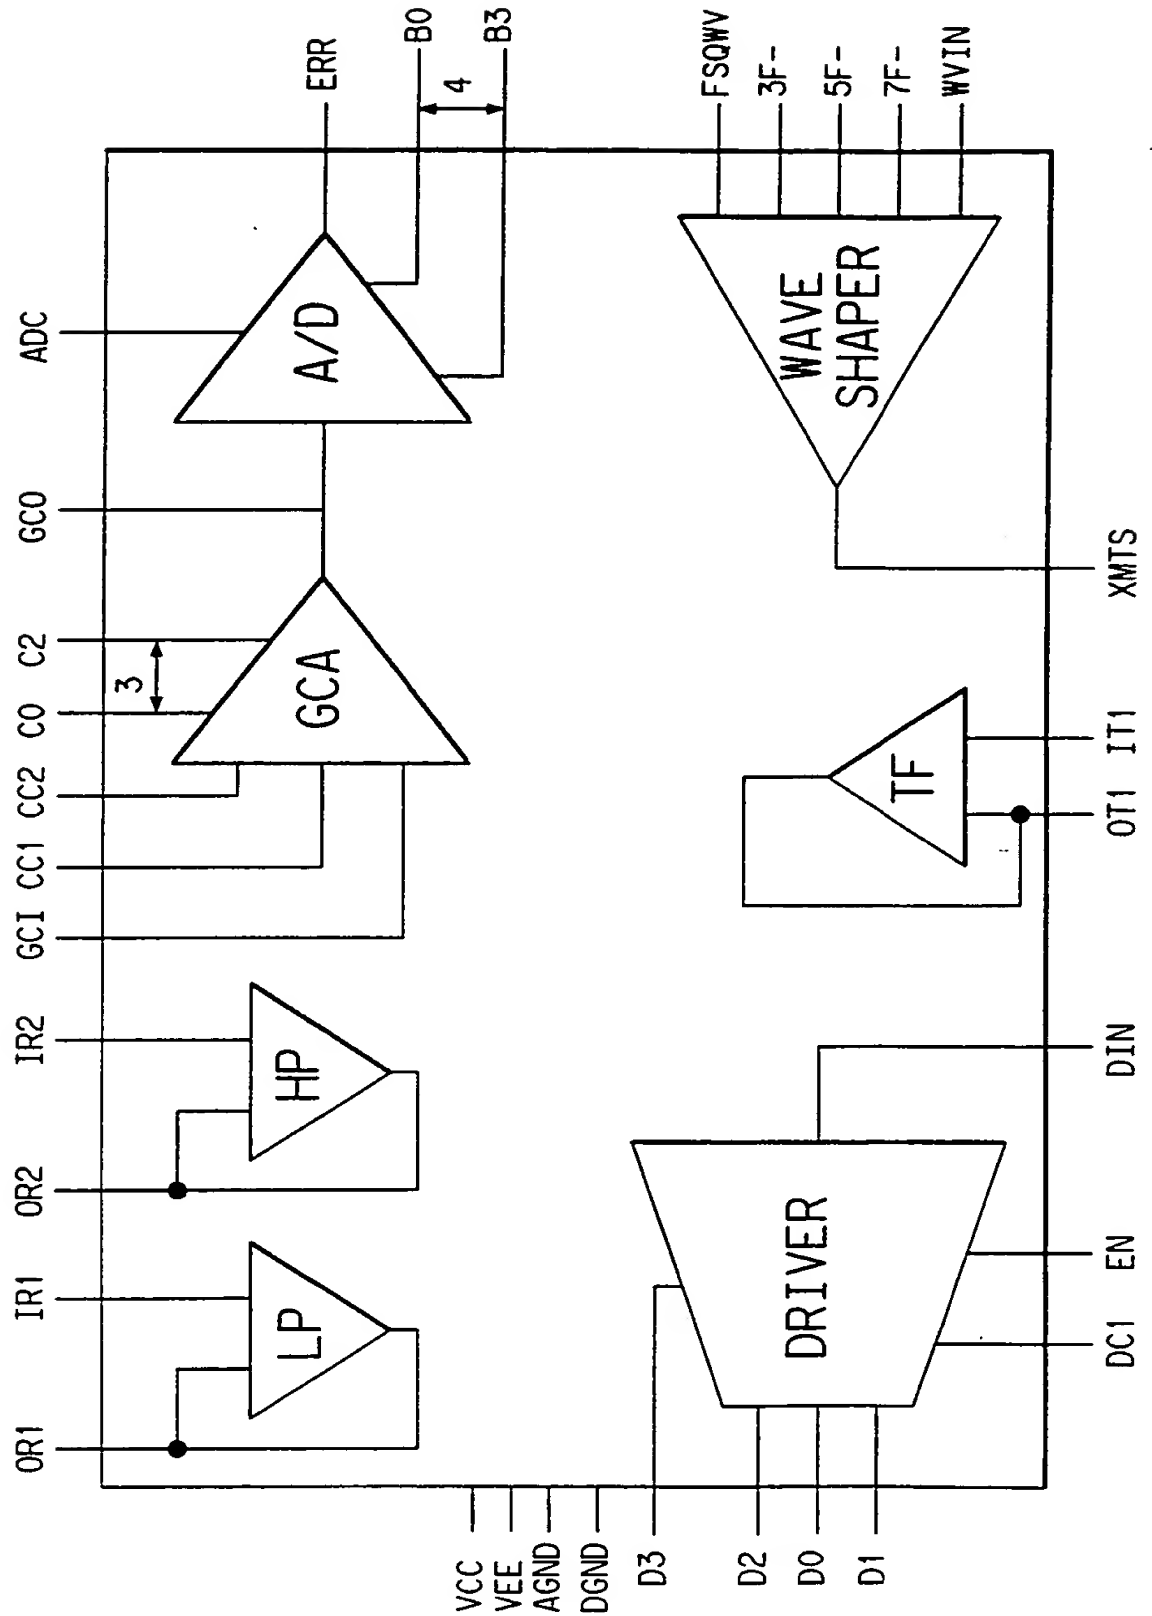 OR1
IR1
OR2
IR2
GCI
CC1
CC2
C0
C2
GCO
ADC
3
LP
HP
GCA
A/D
ERR
B0
4
B3
VCC
VEE
AGND
DGND
D3
D2
D0
D1
DRIVER
TF
WAVE
SHAPER
FSQWV
3F-
5F-
7F-
WVIN
DC1
EN
DIN
OT1
IT1
XMTS